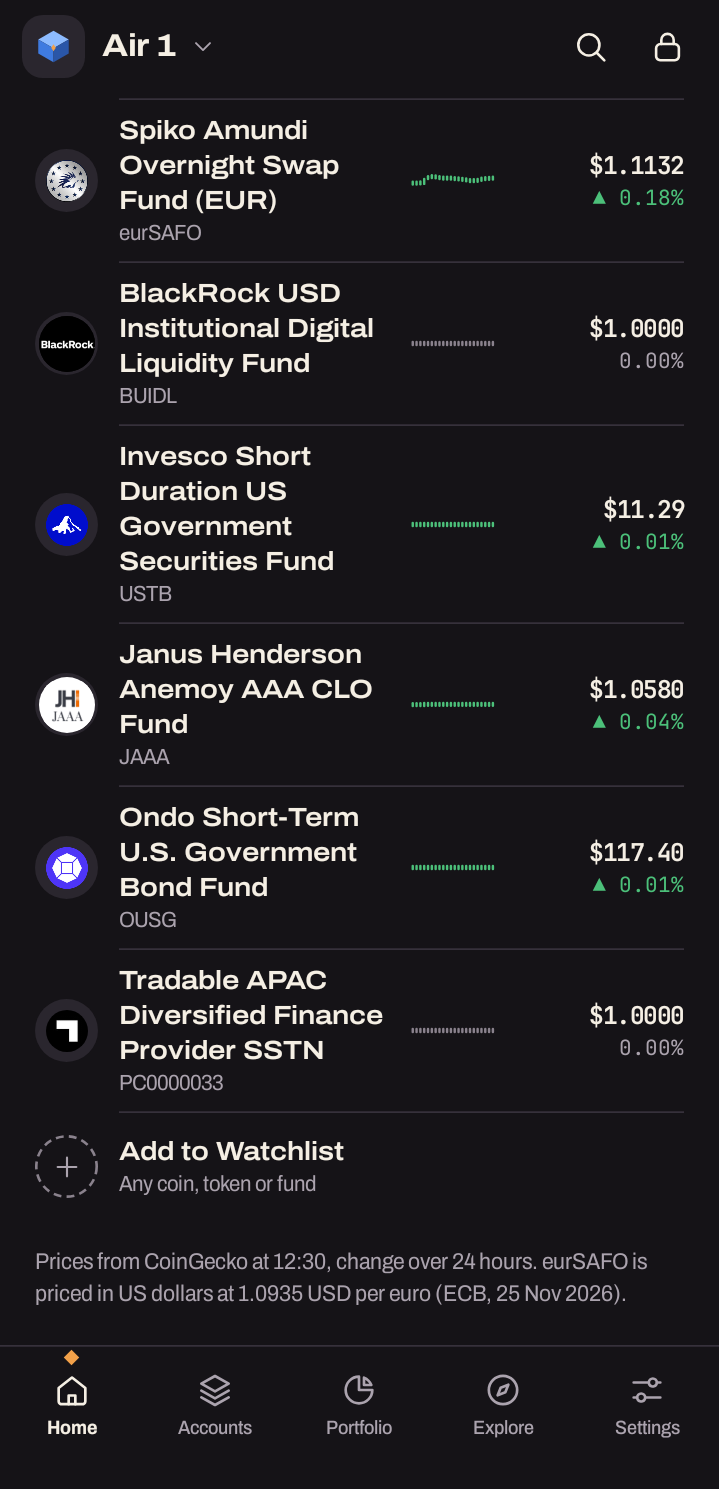 Air 1
Spiko Amundi
Overnight Swap
Fund (EUR)
eurSAFO
$1.1132
▲ 0.18%
BlackRock
BlackRock USD
Institutional Digital
Liquidity Fund
BUIDL
$1.0000
0.00%
Invesco Short
Duration US
Government
Securities Fund
USTB
$11.29
▲ 0.01%
JHI
JAAA
Janus Henderson
Anemoy AAA CLO
Fund
JAAA
$1.0580
▲ 0.04%
Ondo Short-Term
U.S. Government
Bond Fund
OUSG
$117.40
▲ 0.01%
Tradable APAC
Diversified Finance
Provider SSTN
PC0000033
$1.0000
0.00%
Add to Watchlist
Any coin, token or fund
Prices from CoinGecko at 12:30, change over 24 hours. eurSAFO is
priced in US dollars at 1.0935 USD per euro (ECB, 25 Nov 2026).
Home
Accounts
Portfolio
Explore
Settings